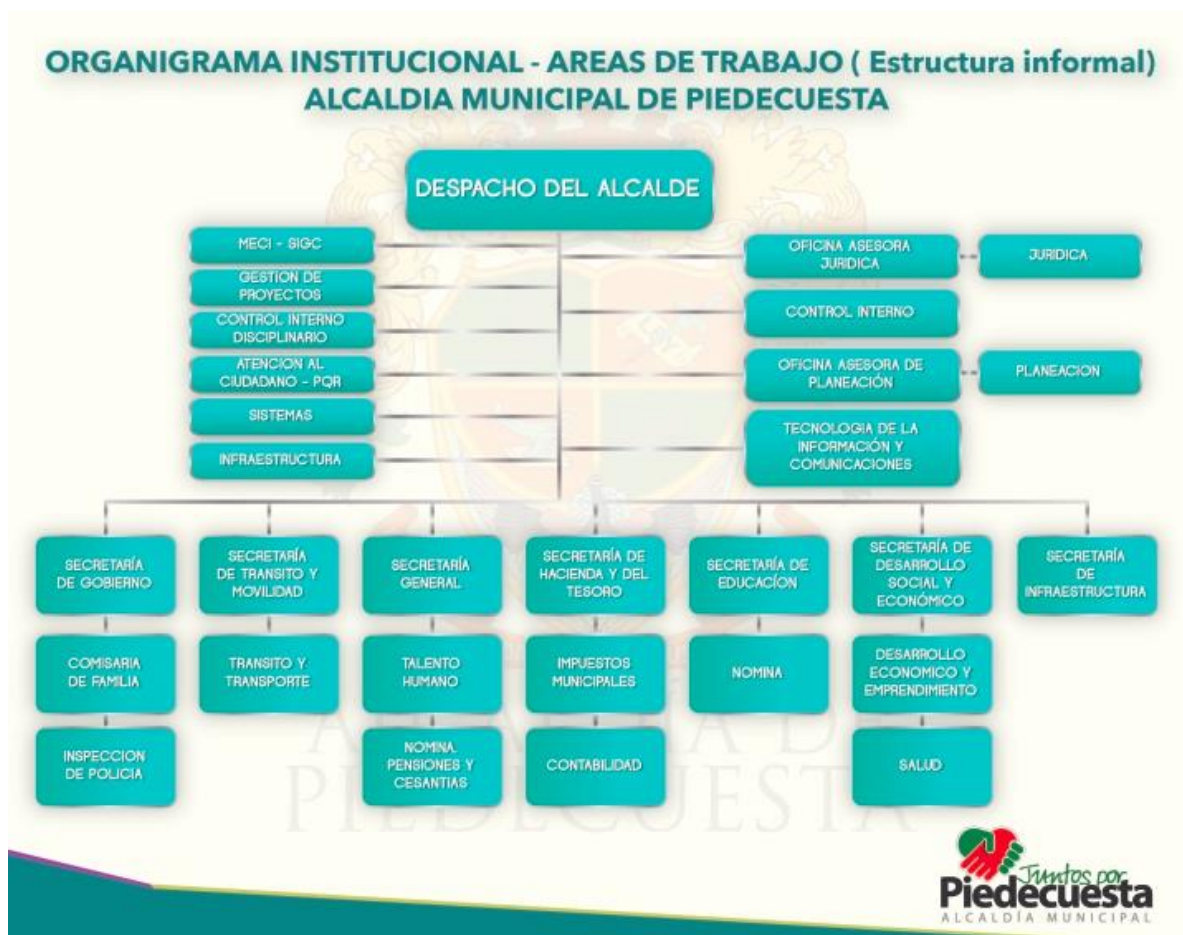 ORGANIGRAMA INSTITUCIONAL - AREAS DE TRABAJO ( Estructura informal)
ALCALDIA MUNICIPAL DE PIEDECUESTA
DESPACHO DEL ALCALDE
MECI - SIGC
GESTION DE
PROYECTOS
CONTROL INTERNO
DISCIPLINARIO
ATENCION AL
CIUDADANO - PQR
SISTEMAS
INFRAESTRUCTURA
OFICINA ASESORA
JURIDICA
JURIDICA
CONTROL INTERNO
OFICINA ASESORA DE
PLANEACIÓN
PLANEACION
TECNOLOGIA DE LA
INFORMACIÓN Y
COMUNICACIONES
SECRETARÍA
DE GOBIERNO
SECRETARÍA
DE TRANSITO Y
MOVILIDAD
SECRETARÍA
GENERAL
SECRETARÍA DE
HACIENDA Y DEL
TESORO
SECRETARÍA DE
EDUCACÍON
SECRETARÍA DE
DESARROLLO
SOCIAL Y
ECONÓMICO
SECRETARÍA
DE
INFRAESTRUCTURA
COMISARIA
DE FAMILIA
TRANSITO Y
TRANSPORTE
TALENTO
HUMANO
IMPUESTOS
MUNICIPALES
NOMINA
DESARROLLO
ECONOMICO Y
EMPRENDIMIENTO
INSPECCION
DE POLICIA
NOMINA
PENSIONES Y
CESANTIAS
CONTABILIDAD
SALUD
ALCALDIA DE
PIEDECUESTA
Juntos por
Piedecuesta
ALCALDÍA MUNICIPAL